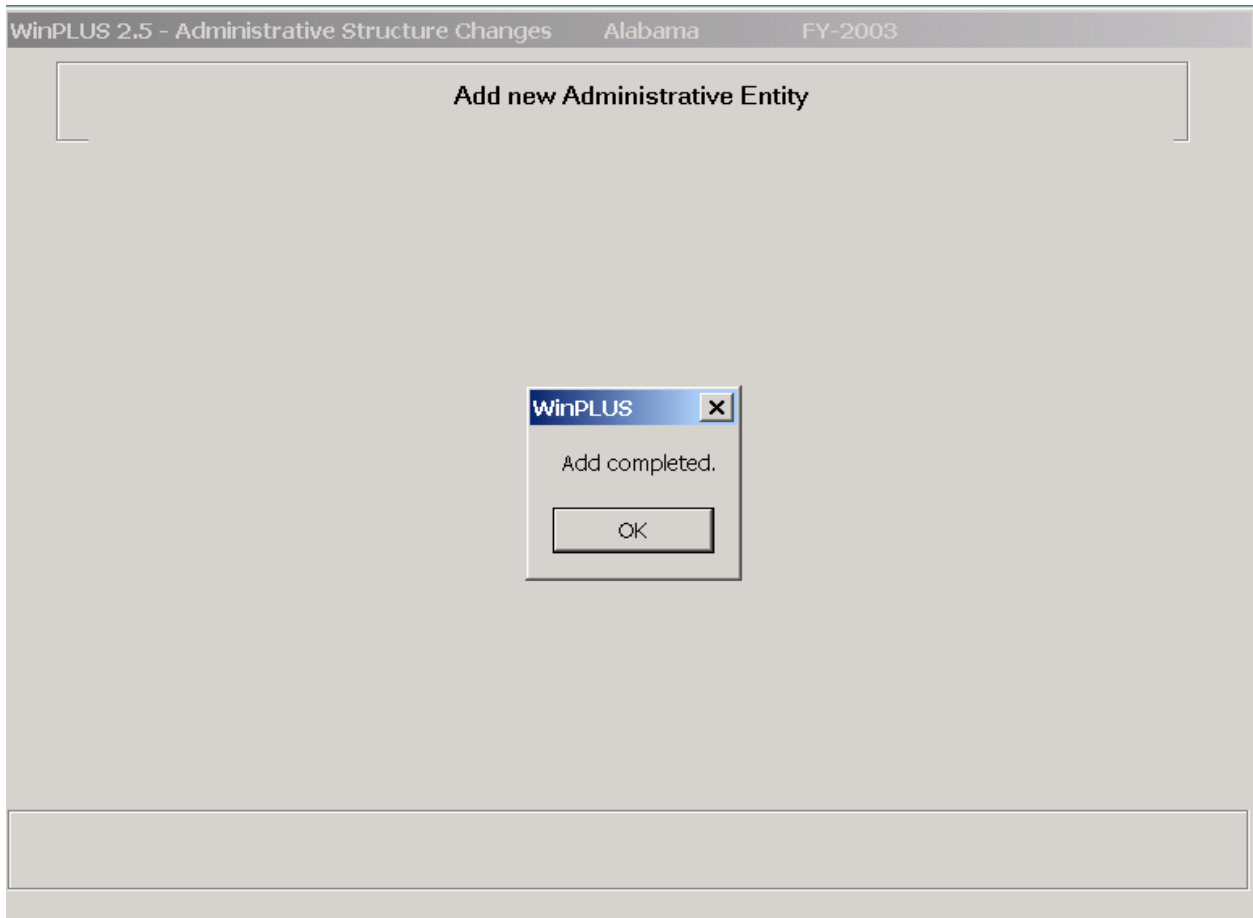 WinPLUS 2.5 - Administrative Structure Changes Alabama FY-2003
Add new Administrative Entity
WinPLUS
Add completed.
OK